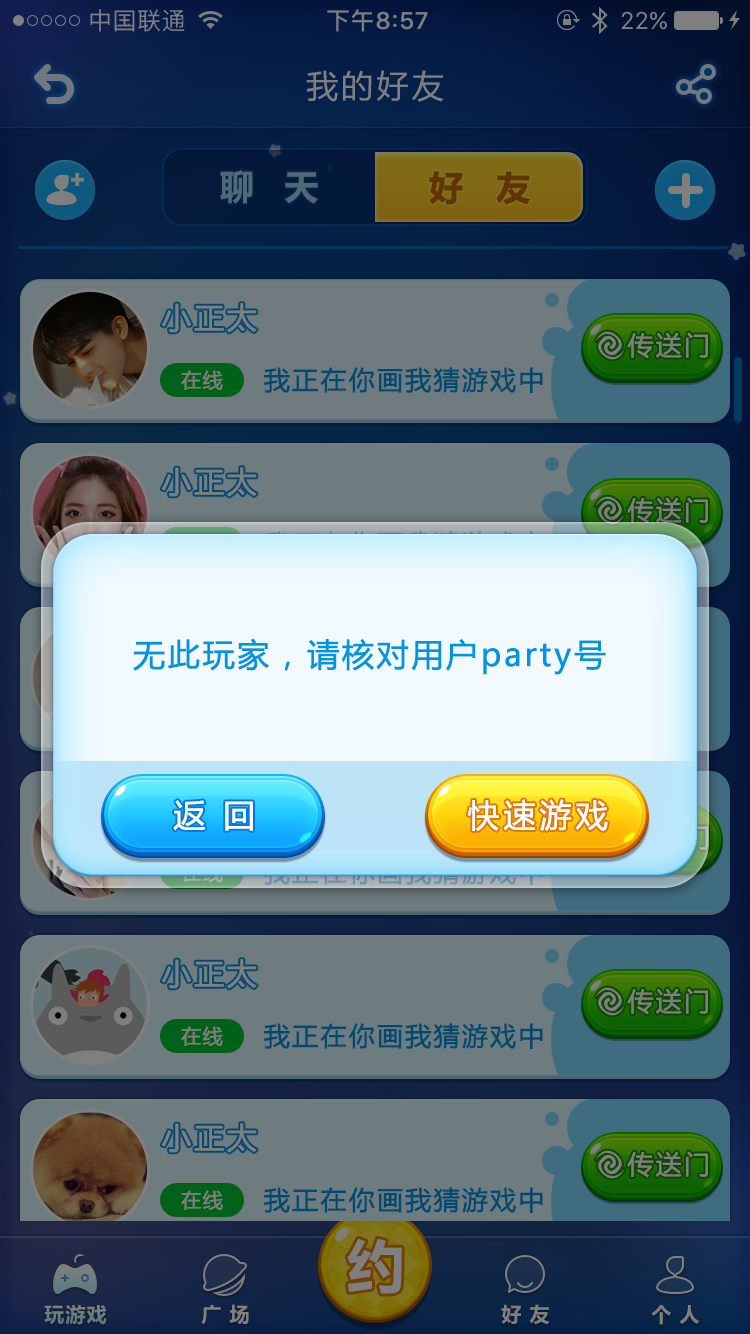 中国联通 下午8:57 22%
我的好友
聊 天 好 友
小正太
传送门
在线 我正在你画我猜游戏中
小正太
传送门
无此玩家，请核对用户party号
返 回 快速游戏
小正太
传送门
在线 我正在你画我猜游戏中
小正太
传送门
在线 我正在你画我猜游戏中
约
玩游戏 广 场 好 友 个 人